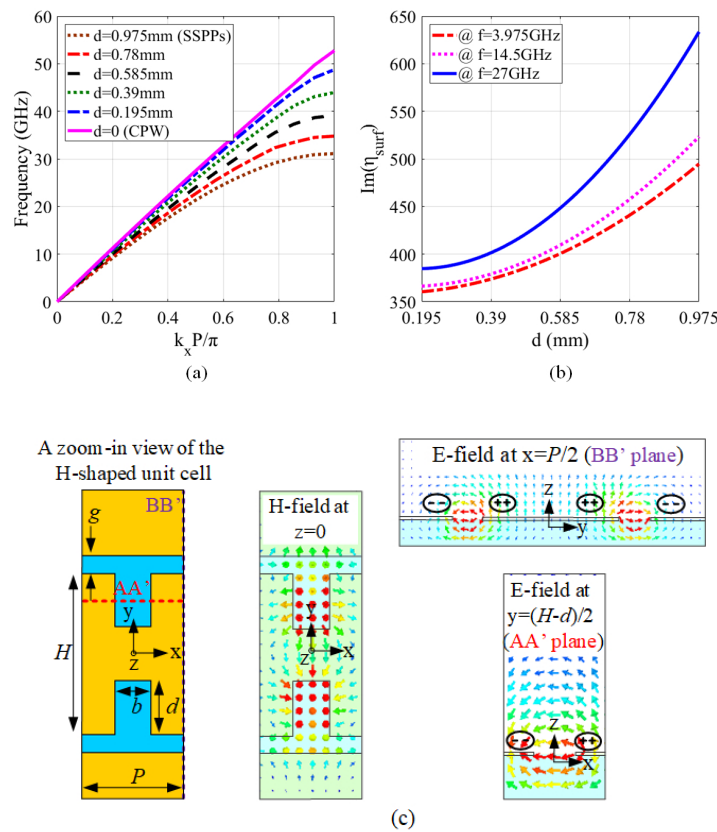 60
50
40
30
20
10
0
Frequency (GHz)
d=0.975mm (SSPPs)
d=0.78mm
d=0.585mm
d=0.39mm
d=0.195mm
d=0 (CPW)
0 0.2 0.4 0.6 0.8 1
kₓP/π
(a)
650
600
550
500
450
400
350
Im(η_surf)
@ f=3.975GHz
@ f=14.5GHz
@ f=27GHz
0.195 0.39 0.585 0.78 0.975
d (mm)
(b)
A zoom-in view of the
H-shaped unit cell
BB'
g
AA'
y
H
x
z
b
d
P
H-field at
z=0
y
x
z
E-field at x=P/2 (BB' plane)
-- ++ ++ --
z
y
E-field at
y=(H-d)/2
(AA' plane)
z
-- ++
x
(c)